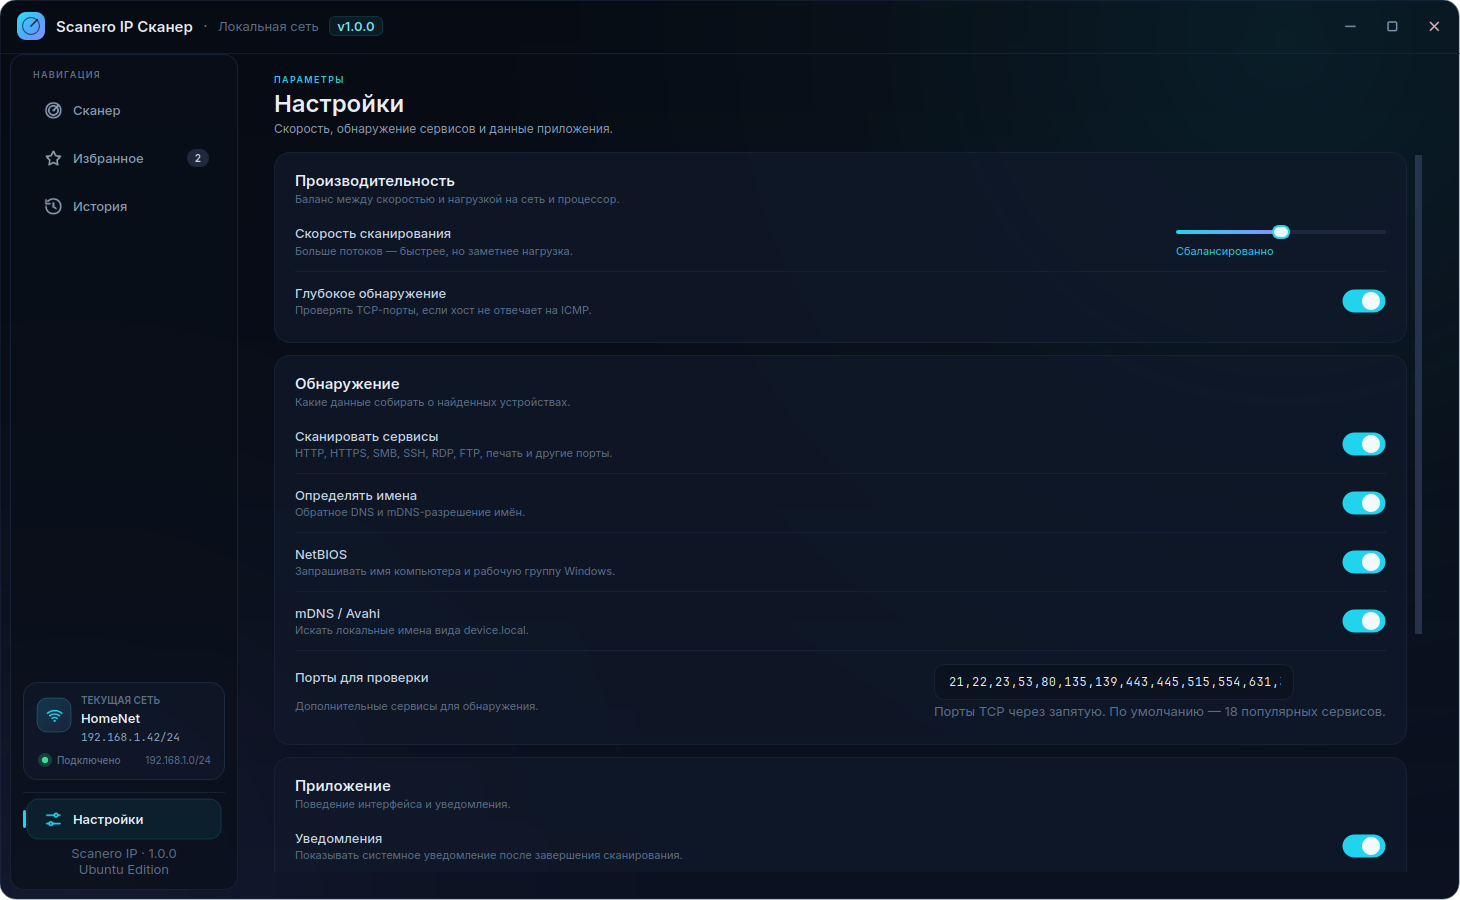 Scanero IP Сканер · Локальная сеть v1.0.0
НАВИГАЦИЯ
Сканер
Избранное 2
История
ТЕКУЩАЯ СЕТЬ
HomeNet
192.168.1.42/24
Подключено 192.168.1.0/24
Настройки
Scanero IP · 1.0.0
Ubuntu Edition
ПАРАМЕТРЫ
Настройки
Скорость, обнаружение сервисов и данные приложения.
Производительность
Баланс между скоростью и нагрузкой на сеть и процессор.
Скорость сканирования
Больше потоков — быстрее, но заметнее нагрузка.
Сбалансированно
Глубокое обнаружение
Проверять TCP-порты, если хост не отвечает на ICMP.
Обнаружение
Какие данные собирать о найденных устройствах.
Сканировать сервисы
HTTP, HTTPS, SMB, SSH, RDP, FTP, печать и другие порты.
Определять имена
Обратное DNS и mDNS-разрешение имён.
NetBIOS
Запрашивать имя компьютера и рабочую группу Windows.
mDNS / Avahi
Искать локальные имена вида device.local.
Порты для проверки
Дополнительные сервисы для обнаружения.
21,22,23,53,80,135,139,443,445,515,554,631,
Порты TCP через запятую. По умолчанию — 18 популярных сервисов.
Приложение
Поведение интерфейса и уведомления.
Уведомления
Показывать системное уведомление после завершения сканирования.